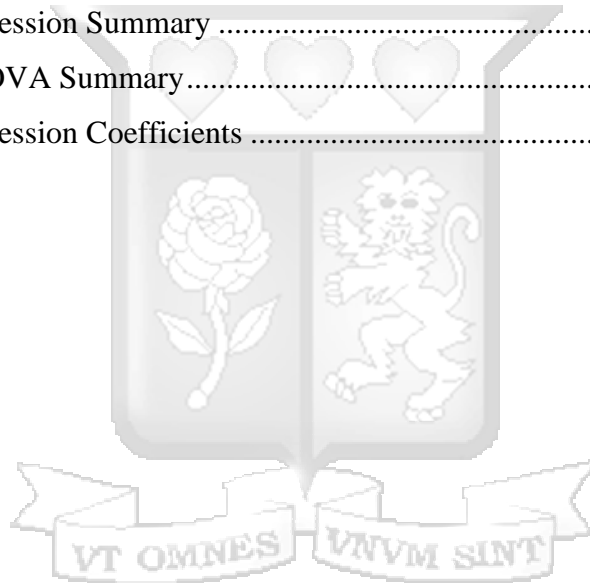 ession Summary ..........................................
OVA Summary.............................................
ession Coefficients .....................................
VT OMNES VNVM SINT